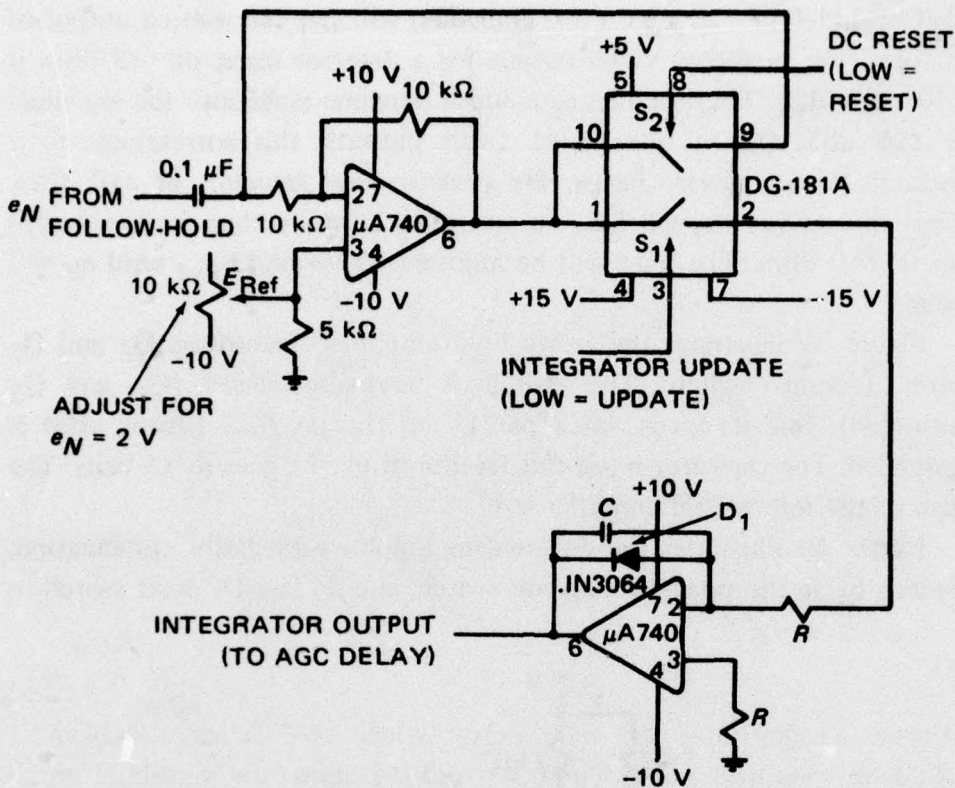 +5 V
DC RESET
(LOW =
RESET)
5
8
+10 V
10 kΩ
S2
10
9
0.1 μF
DG-181A
eN FROM
FOLLOW-HOLD
2
7
10 kΩ
μA740
6
1
2
3
4
S1
10 kΩ
ERef
-10 V
4
3
7
+15 V
-15 V
-10 V
5 kΩ
INTEGRATOR UPDATE
(LOW = UPDATE)
ADJUST FOR
eN = 2 V
+10 V
C
D1
.IN3064
7
2
INTEGRATOR OUTPUT
(TO AGC DELAY)
6
μA740
R
3
4
R
-10 V